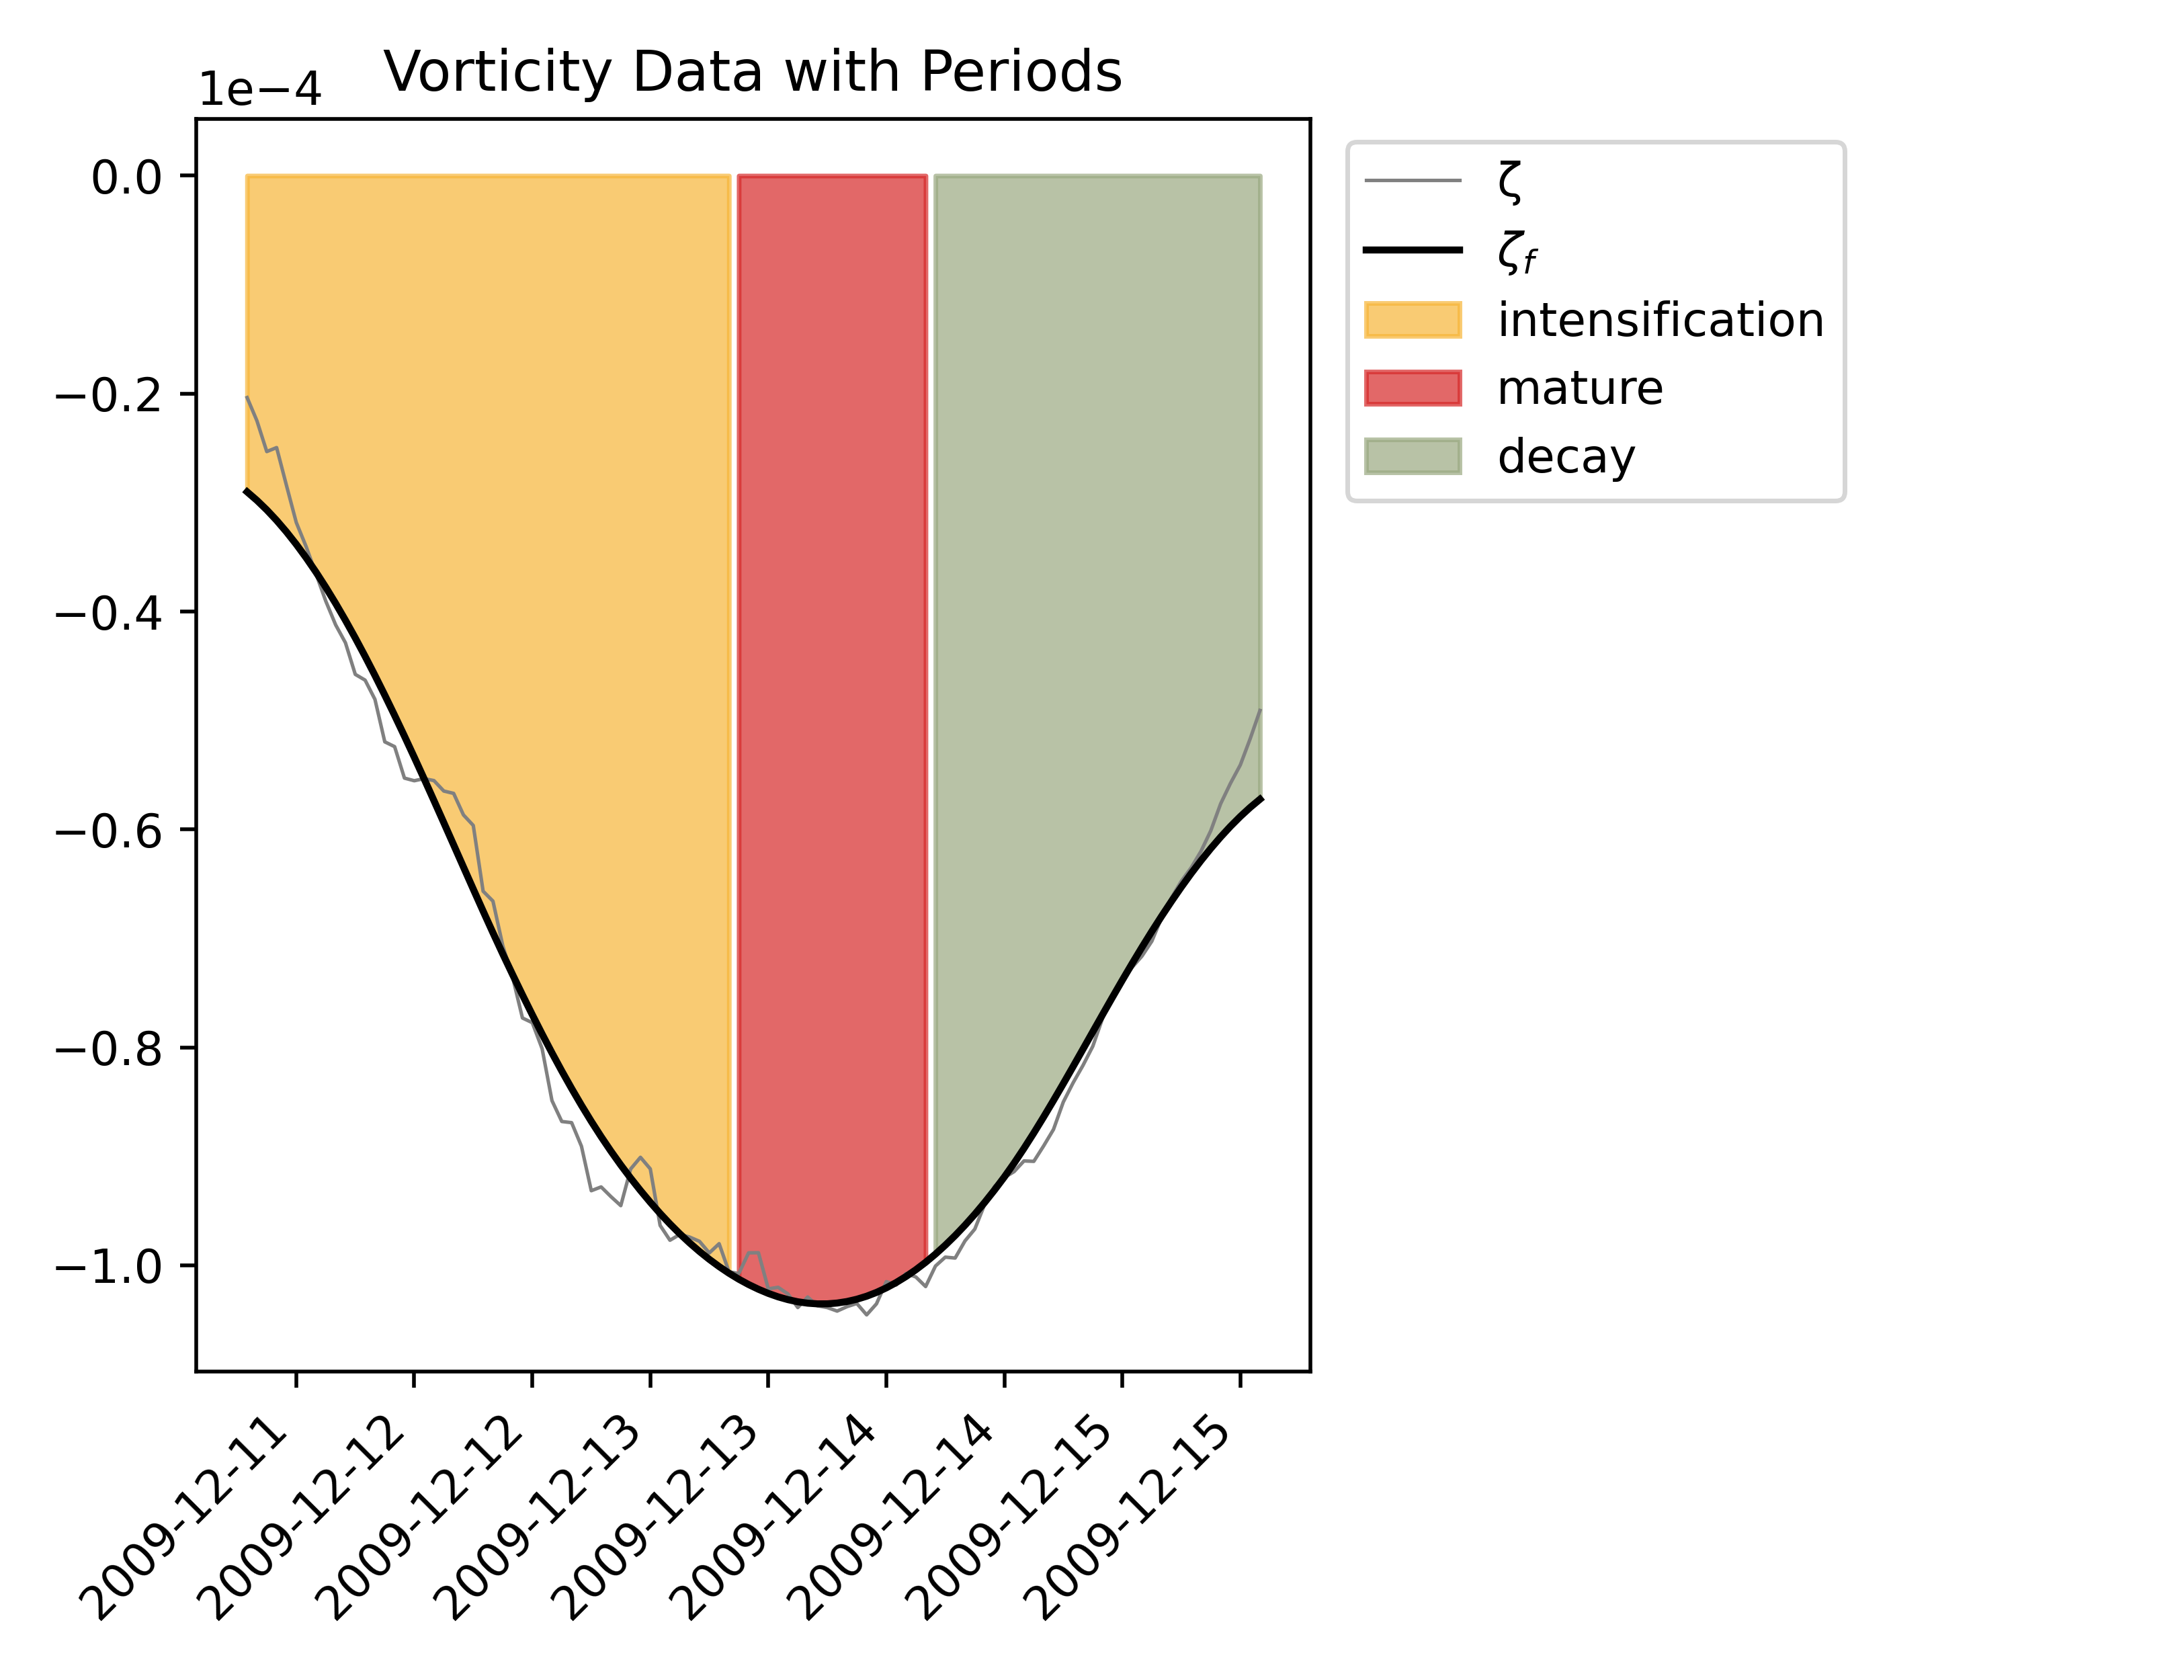 Vorticity Data with Periods
1e−4
0.0
−0.2
−0.4
−0.6
−0.8
−1.0
2009-12-11
2009-12-12
2009-12-12
2009-12-13
2009-12-13
2009-12-14
2009-12-14
2009-12-15
2009-12-15
ζ
ζf
intensification
mature
decay